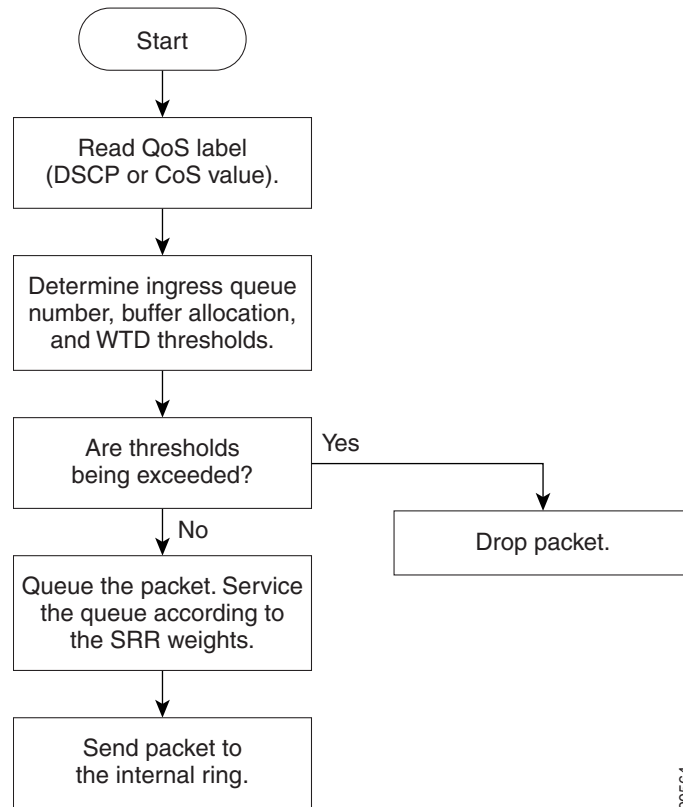 Start
Read QoS label
(DSCP or CoS value).
Determine ingress queue
number, buffer allocation,
and WTD thresholds.
Are thresholds
being exceeded?
Yes
No
Drop packet.
Queue the packet. Service
the queue according to
the SRR weights.
Send packet to
the internal ring.